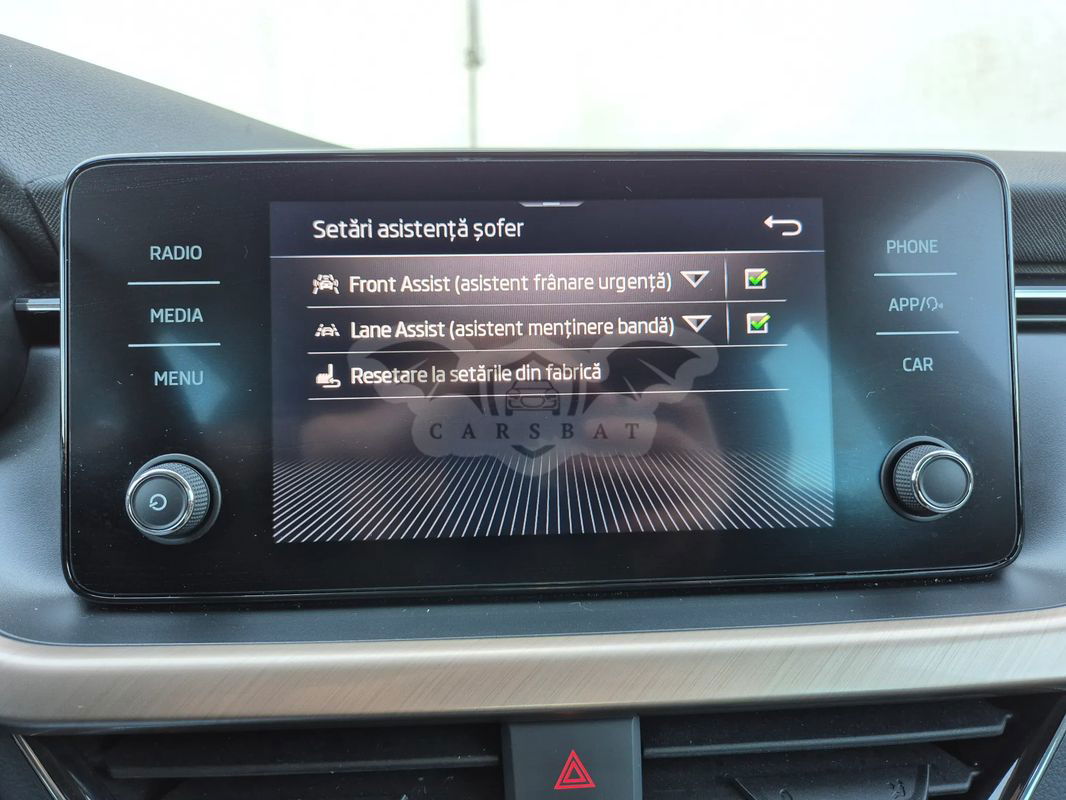 Setări asistență șofer
RADIO
MEDIA
MENU
Front Assist (asistent frânare urgență)
Lane Assist (asistent menținere bandă)
Resetare la setările din fabrică
CARSBAT
PHONE
APP/
CAR